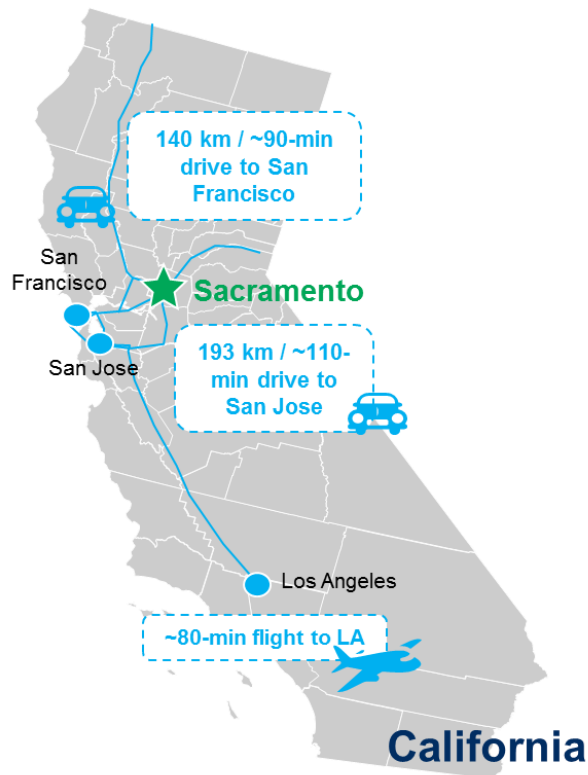 140 km / ~90-min
drive to San
Francisco
San
Francisco
Sacramento
193 km / ~110-
min drive to
San Jose
San Jose
Los Angeles
~80-min flight to LA
California